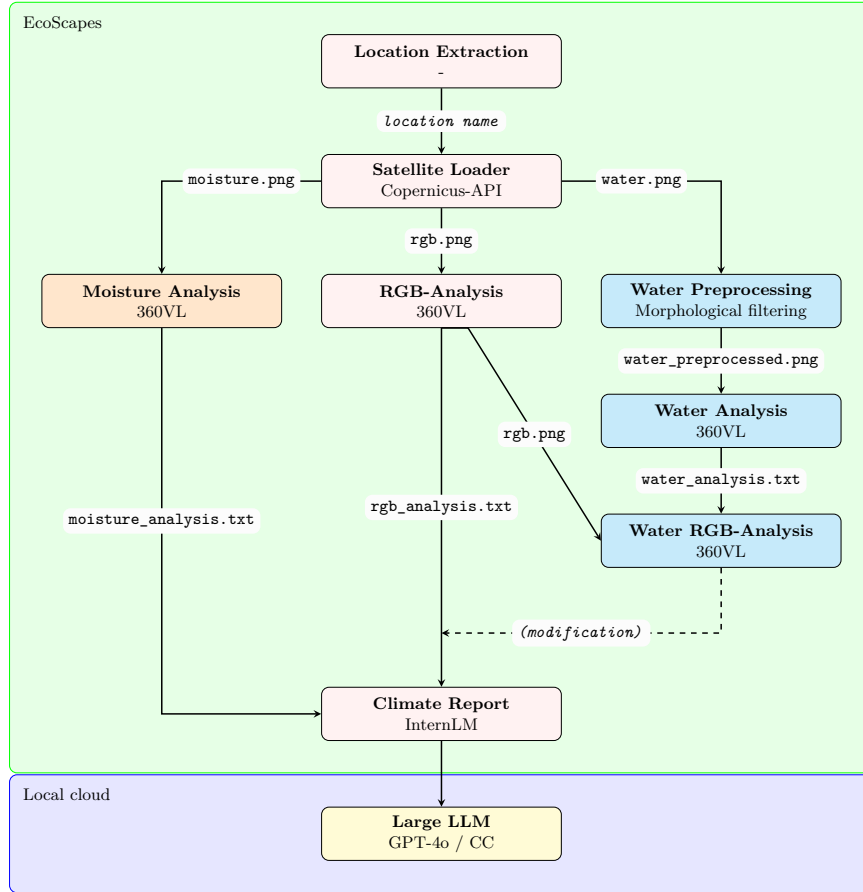 EcoScapes
Location Extraction
-
location name
Satellite Loader
Copernicus-API
moisture.png
water.png
rgb.png
Moisture Analysis
360VL
RGB-Analysis
360VL
Water Preprocessing
Morphological filtering
water_preprocessed.png
Water Analysis
360VL
rgb.png
water_analysis.txt
moisture_analysis.txt
rgb_analysis.txt
Water RGB-Analysis
360VL
(modification)
Climate Report
InternLM
Local cloud
Large LLM
GPT-4o / CC